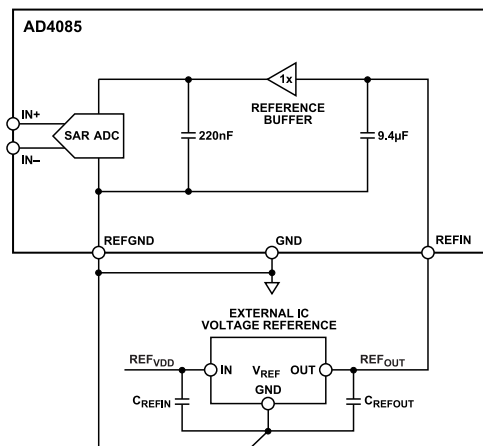 AD4085
1x
REFERENCE
BUFFER
IN+
SAR ADC
IN–
220nF
9.4µF
REFGND
GND
REFIN
EXTERNAL IC
VOLTAGE REFERENCE
REFVDD
IN
VREF
OUT
REFOUT
GND
CREFIN
CREFOUT